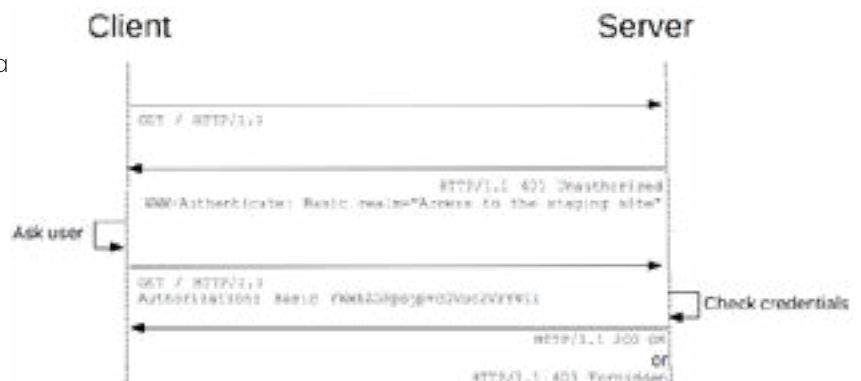 Client
Server
a
GET / HTTP/1.1
HTTP/1.1 401 Unauthorized
WWW-Authenticate: Basic realm="Access to the staging site"
Ask user
GET / HTTP/1.1
Authorization: Basic
Check credentials
HTTP/1.1 200 OK
or
HTTP/1.1 403 Forbidden